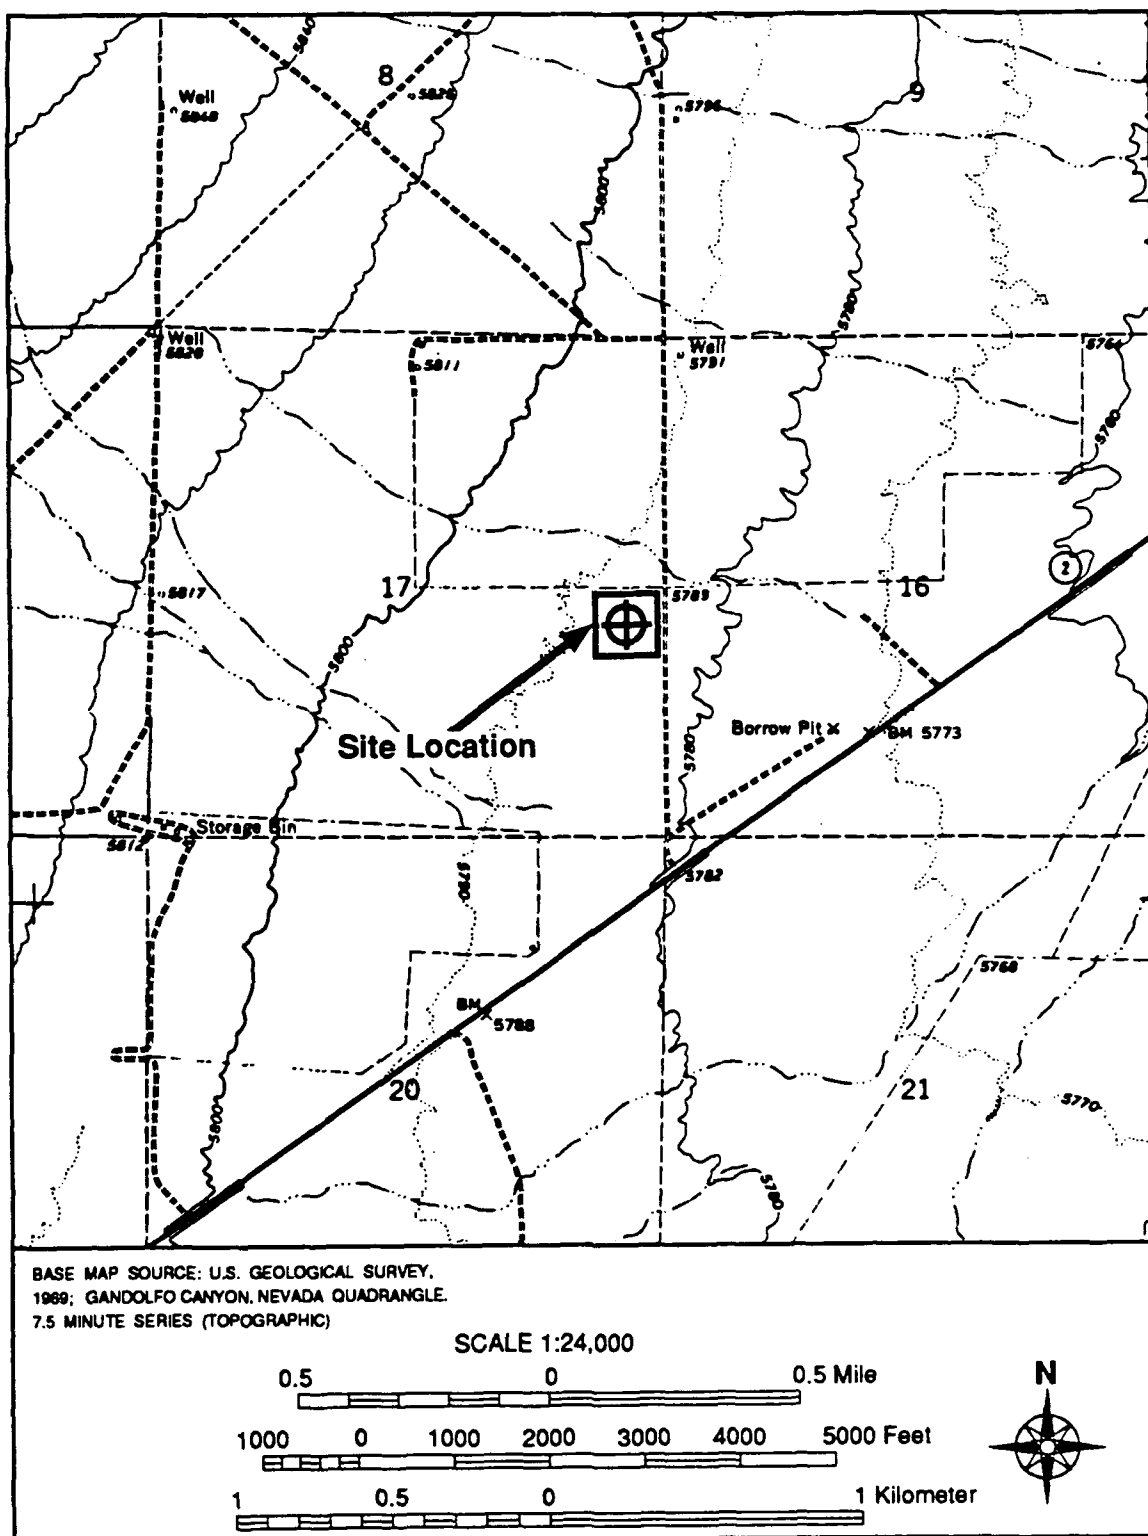 5840
8
Well
5848
5826
5796
9
5800
5780
Well
5820
5811
Well
5791
5764
5760
2
5817
17
5789
16
5800
Site Location
5780
Borrow Pit
BM 5773
Storage Bin
5812
5790
5782
5768
BM
5788
20
21
5770
5800
5780
BASE MAP SOURCE: U.S. GEOLOGICAL SURVEY,
1969; GANDOLFO CANYON, NEVADA QUADRANGLE.
7.5 MINUTE SERIES (TOPOGRAPHIC)
SCALE 1:24,000
0.5 0 0.5 Mile
N
1000 0 1000 2000 3000 4000 5000 Feet
1 0.5 0 1 Kilometer